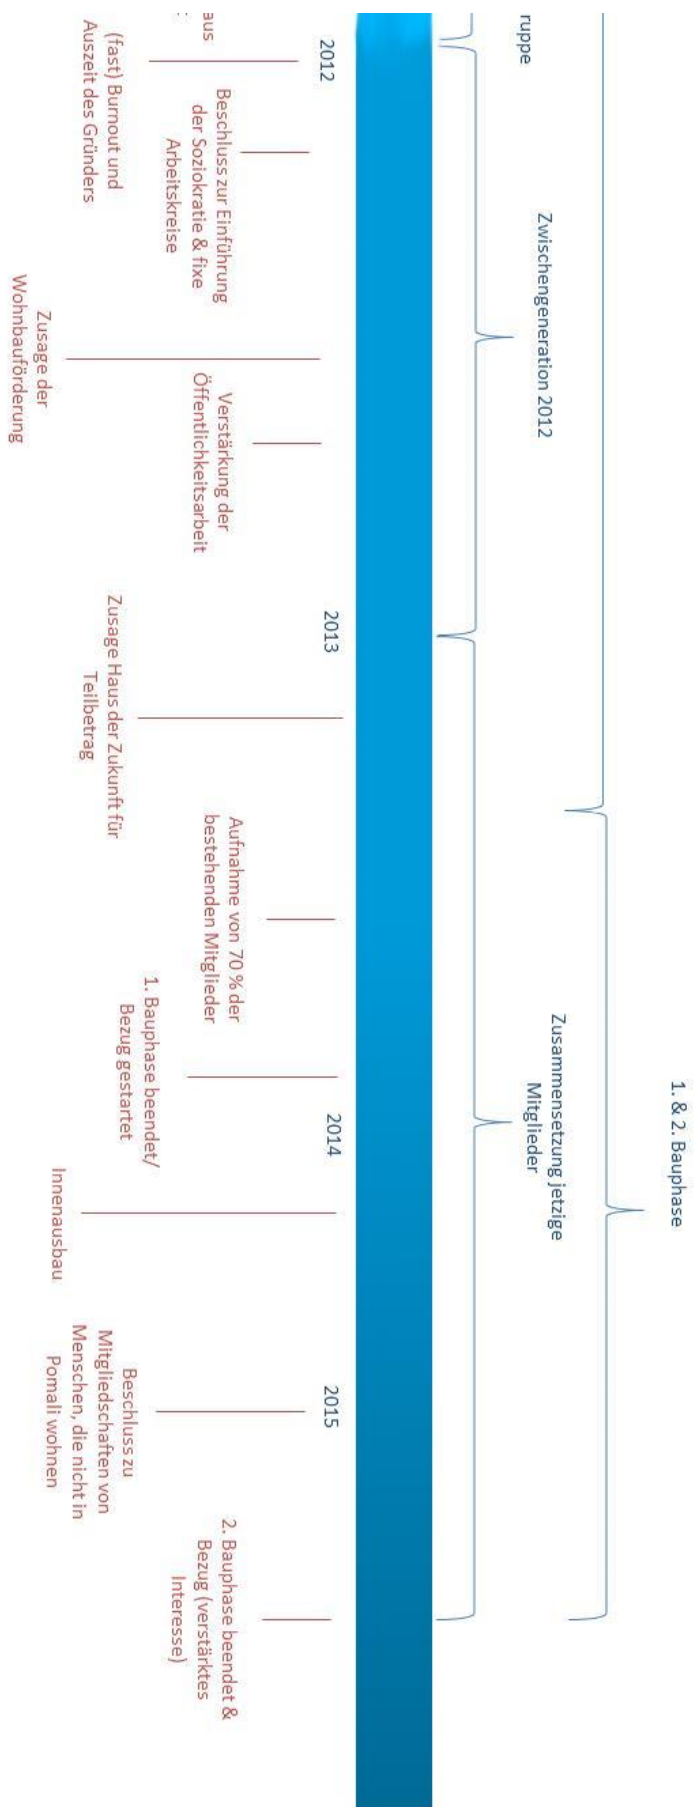 1. & 2. Bauphase
ruppe
Zwischengeneration 2012
Zusammensetzung jetzige
Mitglieder
2012
2013
2014
2015
aus
(fast) Burnout und
Auszeit des Gründers
Beschluss zur Einführung
der Soziokratie & fixe
Arbeitskreise
Zusage der
Wohnbauförderung
Verstärkung der
Öffentlichkeitsarbeit
Zusage Haus der Zukunft für
Teilbetrag
Aufnahme von 70 % der
bestehenden Mitglieder
1. Bauphase beendet/
Bezug gestartet
Innenausbau
Beschluss zu
Mitgliedschaften von
Menschen, die nicht in
Pomali wohnen
2. Bauphase beendet &
Bezug (verstärktes
Interesse)